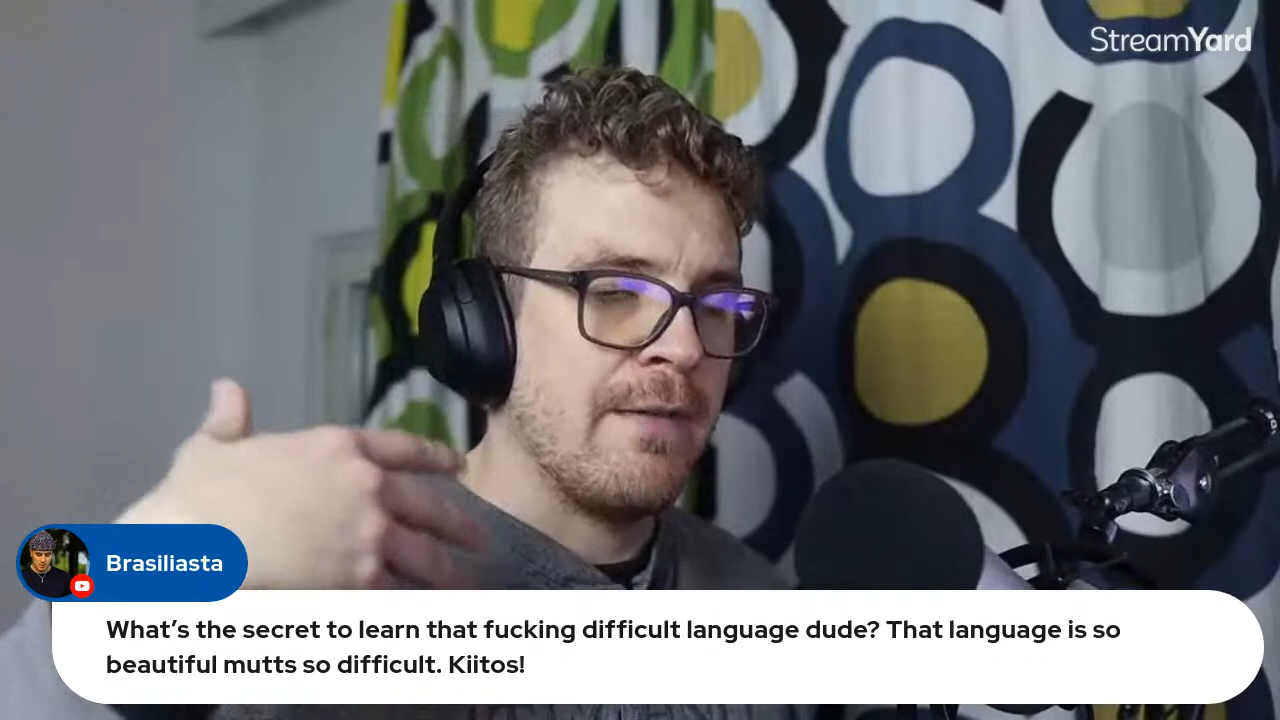 StreamYard
Brasiliasta
What's the secret to learn that fucking difficult language dude? That language is so
beautiful mutts so difficult. Kiitos!